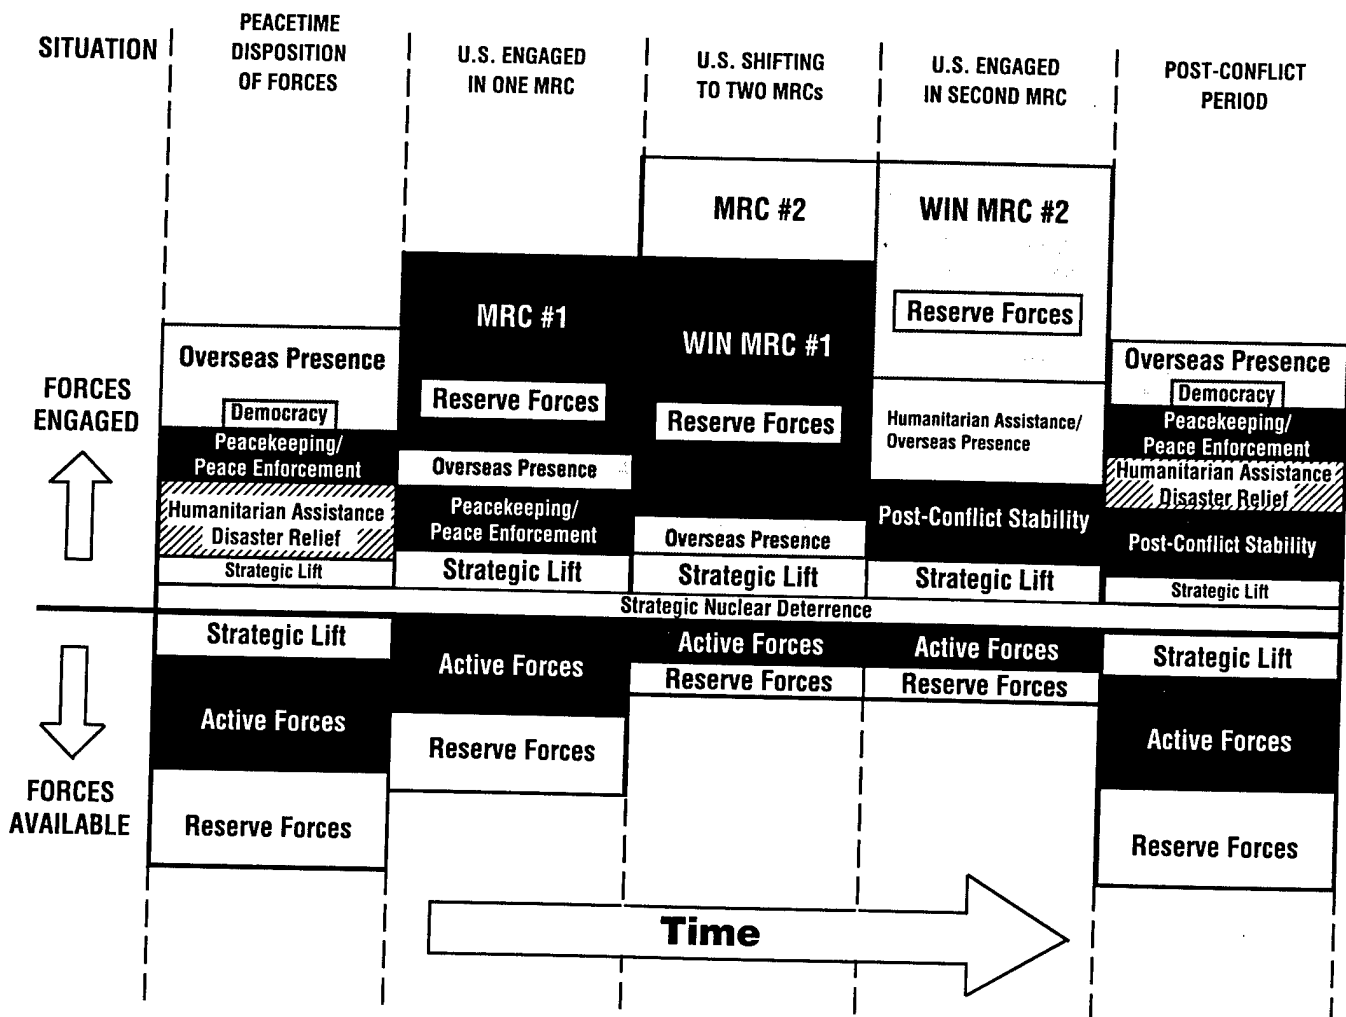 SITUATION
PEACETIME
DISPOSITION
OF FORCES
U.S. ENGAGED
IN ONE MRC
U.S. SHIFTING
TO TWO MRCs
U.S. ENGAGED
IN SECOND MRC
POST-CONFLICT
PERIOD
FORCES
ENGAGED
Overseas Presence
Democracy
Peacekeeping/
Peace Enforcement
Humanitarian Assistance
Disaster Relief
Strategic Lift
MRC #1
Reserve Forces
Overseas Presence
Peacekeeping/
Peace Enforcement
Strategic Lift
MRC #2
WIN MRC #1
Reserve Forces
Overseas Presence
Strategic Lift
WIN MRC #2
Reserve Forces
Humanitarian Assistance/
Overseas Presence
Post-Conflict Stability
Strategic Lift
Overseas Presence
Democracy
Peacekeeping/
Peace Enforcement
Humanitarian Assistance
Disaster Relief
Post-Conflict Stability
Strategic Lift
Strategic Nuclear Deterrence
FORCES
AVAILABLE
Strategic Lift
Active Forces
Reserve Forces
Active Forces
Reserve Forces
Active Forces
Reserve Forces
Active Forces
Reserve Forces
Strategic Lift
Active Forces
Reserve Forces
Time